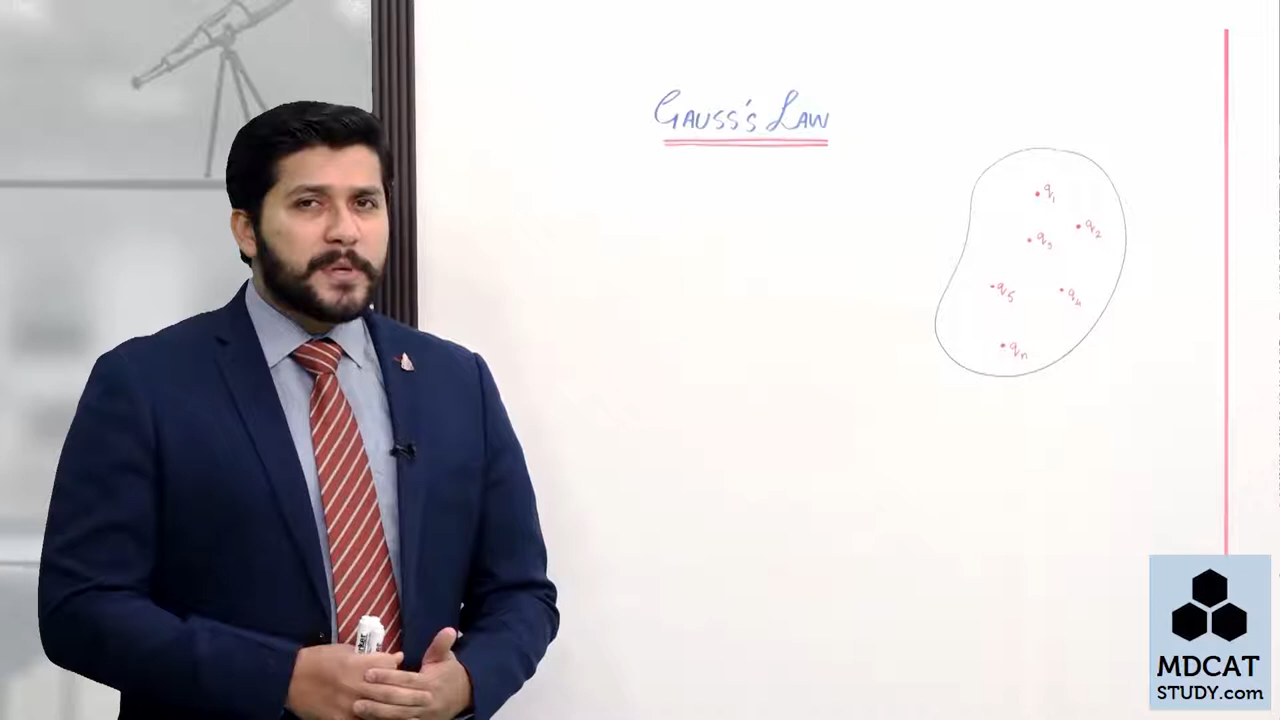 GAUSS'S LAW
q₁
q₂
q₃
q₅
q₄
qₙ
MDCAT
STUDY.com